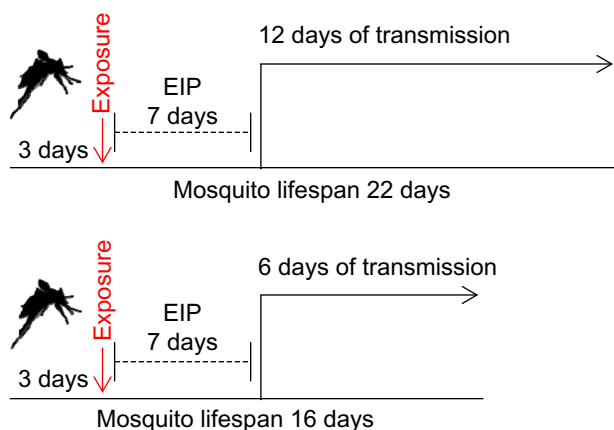 12 days of transmission
Exposure
EIP
7 days
3 days
Mosquito lifespan 22 days
6 days of transmission
Exposure
EIP
7 days
3 days
Mosquito lifespan 16 days